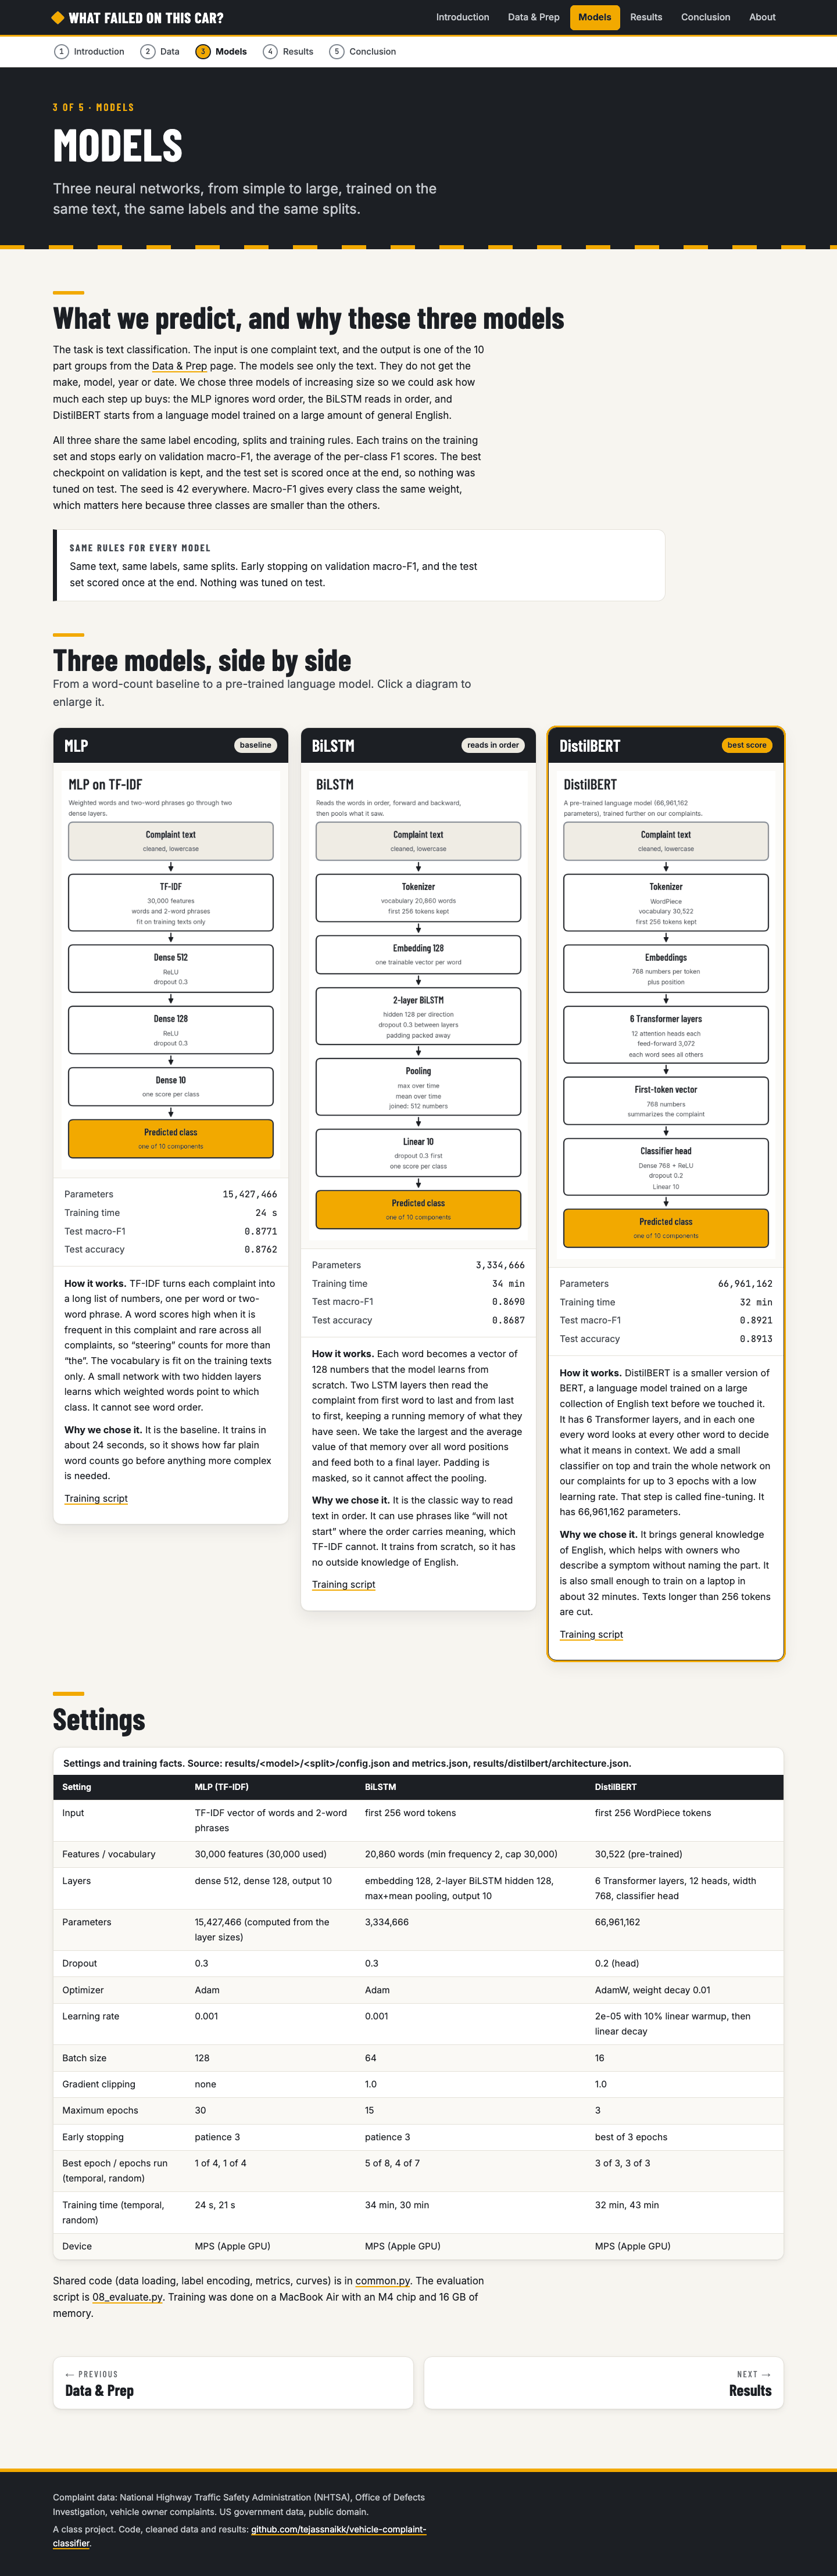 WHAT FAILED ON THIS CAR?
Introduction
Data & Prep
Models
Results
Conclusion
About
1 Introduction
2 Data
3 Models
4 Results
5 Conclusion
3 OF 5 · MODELS
MODELS
Three neural networks, from simple to large, trained on the
same text, the same labels and the same splits.
What we predict, and why these three models
The task is text classification. The input is one complaint text, and the output is one of the 10
part groups from the Data & Prep page. The models see only the text. They do not get the
make, model, year or date. We chose three models of increasing size so we could ask how
much each step up buys: the MLP ignores word order, the BiLSTM reads in order, and
DistilBERT starts from a language model trained on a large amount of general English.
All three share the same label encoding, splits and training rules. Each trains on the training
set and stops early on validation macro-F1, the average of the per-class F1 scores. The best
checkpoint on validation is kept, and the test set is scored once at the end, so nothing was
tuned on test. The seed is 42 everywhere. Macro-F1 gives every class the same weight,
which matters here because three classes are smaller than the others.
SAME RULES FOR EVERY MODEL
Same text, same labels, same splits. Early stopping on validation macro-F1, and the test
set scored once at the end. Nothing was tuned on test.
Three models, side by side
From a word-count baseline to a pre-trained language model. Click a diagram to
enlarge it.
MLP
baseline
MLP on TF-IDF
Weighted words and two-word phrases go through two
dense layers.
Complaint text
cleaned, lowercase
TF-IDF
30,000 features
words and 2-word phrases
fit on training texts only
Dense 512
ReLU
dropout 0.3
Dense 128
ReLU
dropout 0.3
Dense 10
one score per class
Predicted class
one of 10 components
Parameters 15,427,466
Training time 24 s
Test macro-F1 0.8771
Test accuracy 0.8762
How it works. TF-IDF turns each complaint into
a long list of numbers, one per word or two-
word phrase. A word scores high when it is
frequent in this complaint and rare across all
complaints, so “steering” counts for more than
“the”. The vocabulary is fit on the training texts
only. A small network with two hidden layers
learns which weighted words point to which
class. It cannot see word order.
Why we chose it. It is the baseline. It trains in
about 24 seconds, so it shows how far plain
word counts go before anything more complex
is needed.
Training script
BiLSTM
reads in order
BiLSTM
Reads the words in order, forward and backward,
then pools what it saw.
Complaint text
cleaned, lowercase
Tokenizer
vocabulary 20,860 words
first 256 tokens kept
Embedding 128
one trainable vector per word
2-layer BiLSTM
hidden 128 per direction
dropout 0.3 between layers
padding packed away
Pooling
max over time
mean over time
joined: 512 numbers
Linear 10
dropout 0.3 first
one score per class
Predicted class
one of 10 components
Parameters 3,334,666
Training time 34 min
Test macro-F1 0.8690
Test accuracy 0.8687
How it works. Each word becomes a vector of
128 numbers that the model learns from
scratch. Two LSTM layers then read the
complaint from first word to last and from last
to first, keeping a running memory of what they
have seen. We take the largest and the average
value of that memory over all word positions
and feed both to a final layer. Padding is
masked, so it cannot affect the pooling.
Why we chose it. It is the classic way to read
text in order. It can use phrases like “will not
start” where the order carries meaning, which
TF-IDF cannot. It trains from scratch, so it has
no outside knowledge of English.
Training script
DistilBERT
best score
DistilBERT
A pre-trained language model (66,961,162
parameters), trained further on our complaints.
Complaint text
cleaned, lowercase
Tokenizer
WordPiece
vocabulary 30,522
first 256 tokens kept
Embeddings
768 numbers per token
plus position
6 Transformer layers
12 attention heads each
feed-forward 3,072
each word sees all others
First-token vector
768 numbers
summarizes the complaint
Classifier head
Dense 768 + ReLU
dropout 0.2
Linear 10
Predicted class
one of 10 components
Parameters 66,961,162
Training time 32 min
Test macro-F1 0.8921
Test accuracy 0.8913
How it works. DistilBERT is a smaller version of
BERT, a language model trained on a large
collection of English text before we touched it.
It has 6 Transformer layers, and in each one
every word looks at every other word to decide
what it means in context. We add a small
classifier on top and train the whole network on
our complaints for up to 3 epochs with a low
learning rate. That step is called fine-tuning. It
has 66,961,162 parameters.
Why we chose it. It brings general knowledge
of English, which helps with owners who
describe a symptom without naming the part. It
is also small enough to train on a laptop in
about 32 minutes. Texts longer than 256 tokens
are cut.
Training script
Settings
Settings and training facts. Source: results/<model>/<split>/config.json and metrics.json, results/distilbert/architecture.json.
Setting MLP (TF-IDF) BiLSTM DistilBERT
Input TF-IDF vector of words and 2-word phrases first 256 word tokens first 256 WordPiece tokens
Features / vocabulary 30,000 features (30,000 used) 20,860 words (min frequency 2, cap 30,000) 30,522 (pre-trained)
Layers dense 512, dense 128, output 10 embedding 128, 2-layer BiLSTM hidden 128, max+mean pooling, output 10 6 Transformer layers, 12 heads, width 768, classifier head
Parameters 15,427,466 (computed from the layer sizes) 3,334,666 66,961,162
Dropout 0.3 0.3 0.2 (head)
Optimizer Adam Adam AdamW, weight decay 0.01
Learning rate 0.001 0.001 2e-05 with 10% linear warmup, then linear decay
Batch size 128 64 16
Gradient clipping none 1.0 1.0
Maximum epochs 30 15 3
Early stopping patience 3 patience 3 best of 3 epochs
Best epoch / epochs run (temporal, random) 1 of 4, 1 of 4 5 of 8, 4 of 7 3 of 3, 3 of 3
Training time (temporal, random) 24 s, 21 s 34 min, 30 min 32 min, 43 min
Device MPS (Apple GPU) MPS (Apple GPU) MPS (Apple GPU)
Shared code (data loading, label encoding, metrics, curves) is in common.py. The evaluation
script is 08_evaluate.py. Training was done on a MacBook Air with an M4 chip and 16 GB of
memory.
← PREVIOUS
Data & Prep
NEXT →
Results
Complaint data: National Highway Traffic Safety Administration (NHTSA), Office of Defects
Investigation, vehicle owner complaints. US government data, public domain.
A class project. Code, cleaned data and results: github.com/tejassnaikk/vehicle-complaint-
classifier.